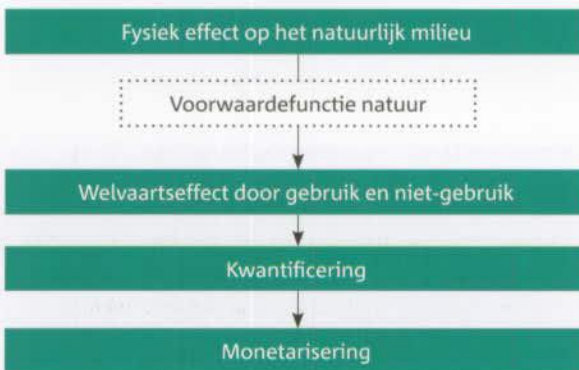 Fysiek effect op het natuurlijk milieu
Voorwaardefunctie natuur
Welvaartseffect door gebruik en niet-gebruik
Kwantificering
Monetarisering